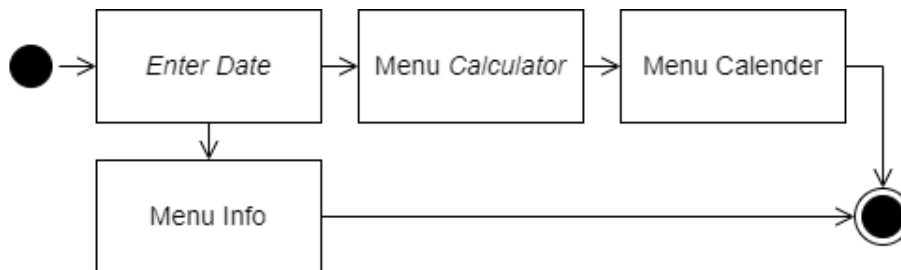 Enter Date
Menu Calculator
Menu Calender
Menu Info